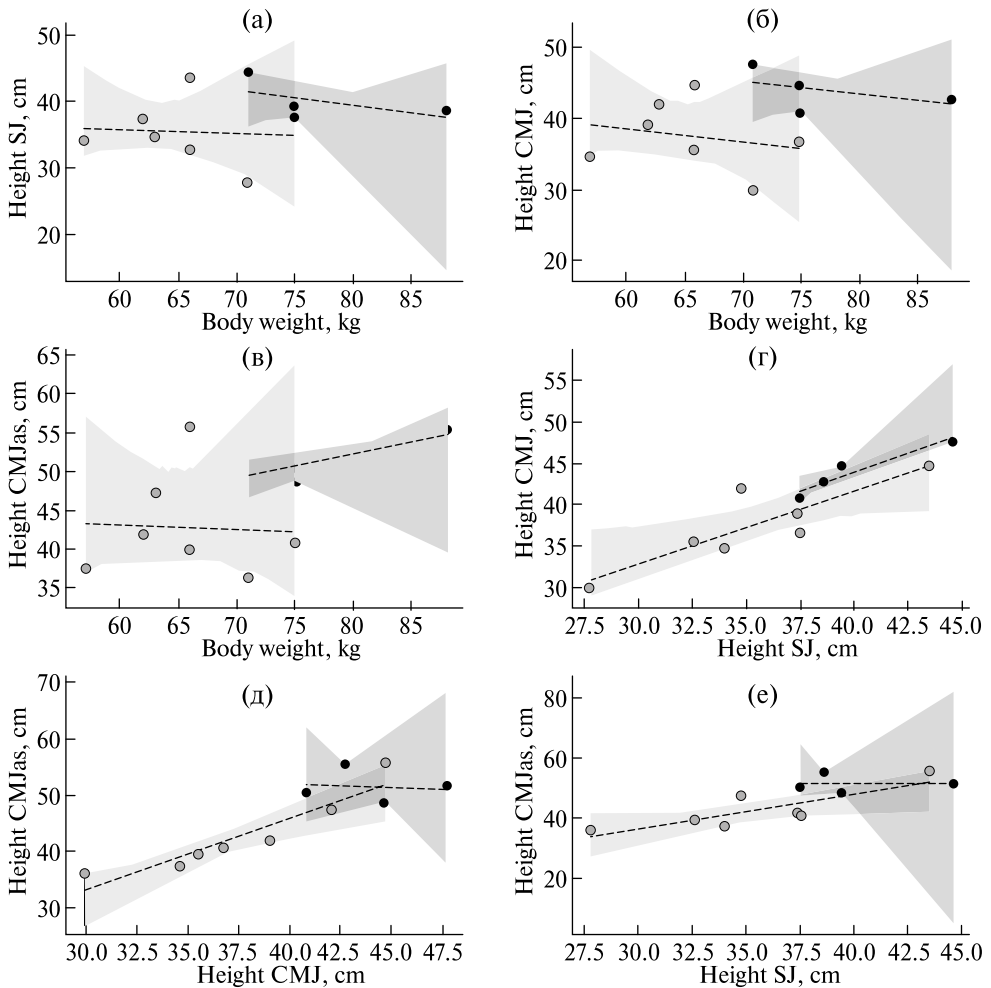 (а)
Height SJ, cm
50
40
30
20
60 65 70 75 80 85
Body weight, kg
(б)
Height CMJ, cm
50
40
30
20
60 65 70 75 80 85
Body weight, kg
(в)
Height CMJas, cm
65
60
55
50
45
40
35
60 65 70 75 80 85
Body weight, kg
(г)
Height CMJ, cm
55
50
45
40
35
30
27.5 30.0 32.5 35.0 37.5 40.0 42.5 45.0
Height SJ, cm
(д)
Height CMJas, cm
70
60
50
40
30
30.0 32.5 35.0 37.5 40.0 42.5 45.0 47.5
Height CMJ, cm
(е)
Height CMJas, cm
80
60
40
20
27.5 30.0 32.5 35.0 37.5 40.0 42.5 45.0
Height SJ, cm